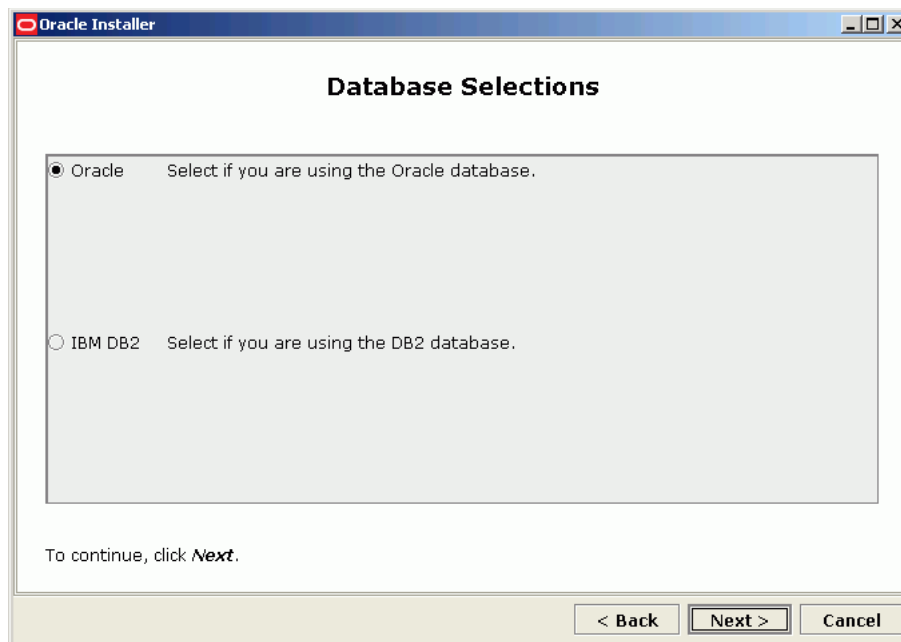 Oracle Installer
Database Selections
Oracle Select if you are using the Oracle database.
IBM DB2 Select if you are using the DB2 database.
To continue, click Next.
< Back Next > Cancel